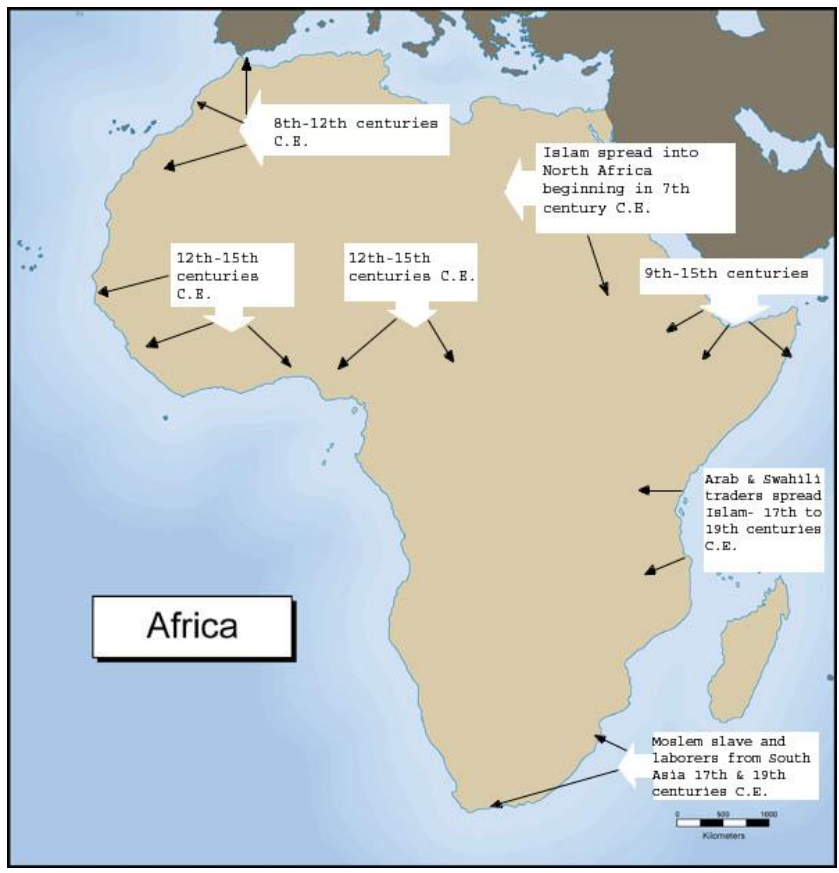 8th-12th centuries
C.E.
Islam spread into
North Africa
beginning in 7th
century C.E.
12th-15th
centuries
C.E.
12th-15th
centuries C.E.
9th-15th centuries
Arab & Swahili
traders spread
Islam- 17th to
19th centuries
C.E.
Africa
Moslem slave and
laborers from South
Asia 17th & 19th
centuries C.E.
0 500 1000
Kilometers